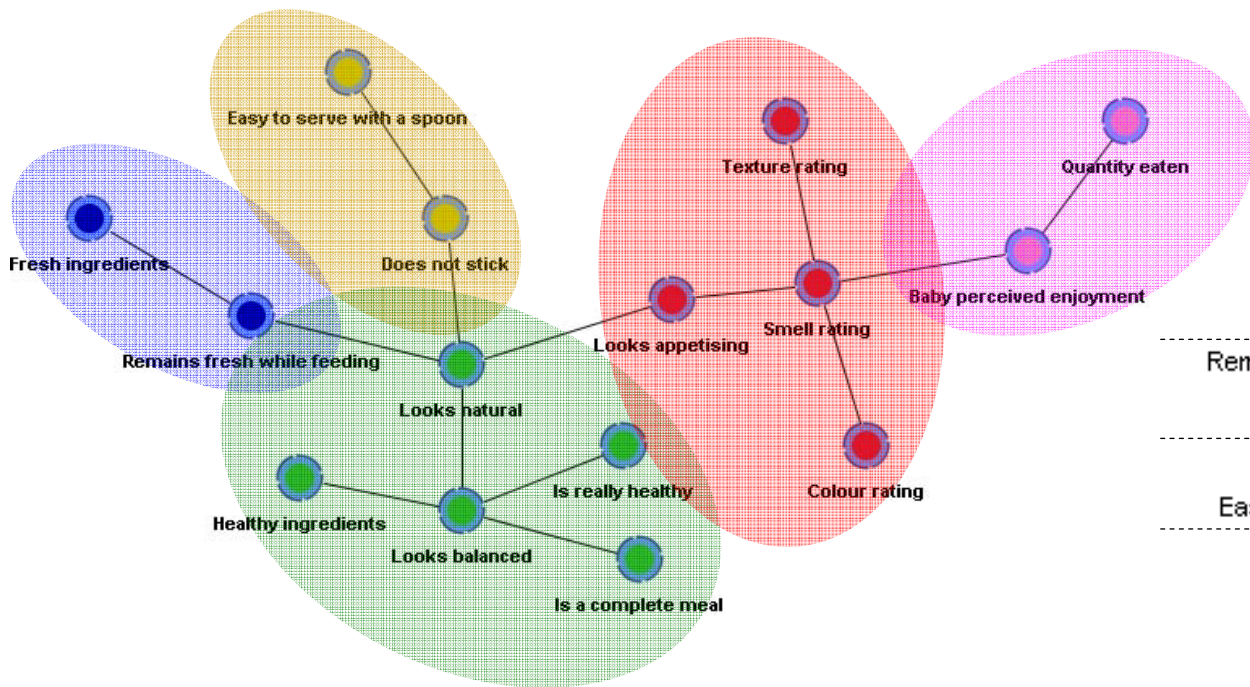 Easy to serve with a spoon
Texture rating
Quantity eaten
Fresh ingredients
Does not stick
Baby perceived enjoyment
Smell rating
Looks appetising
Remains fresh while feeding
Looks natural
Is really healthy
Colour rating
Healthy ingredients
Looks balanced
Is a complete meal